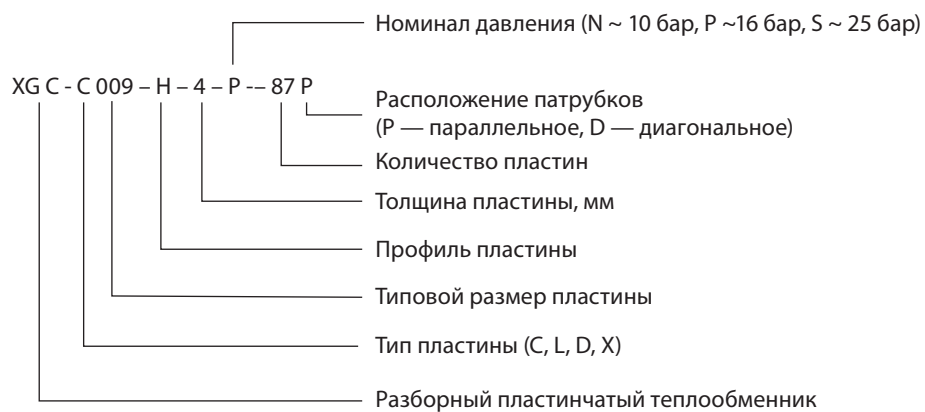 Номинал давления (N ~ 10 бар, P ~16 бар, S ~ 25 бар)
XG C - C 009 – H – 4 – P -– 87 P
Расположение патрубков
(P — параллельное, D — диагональное)
Количество пластин
Толщина пластины, мм
Профиль пластины
Типовой размер пластины
Тип пластины (C, L, D, X)
Разборный пластинчатый теплообменник